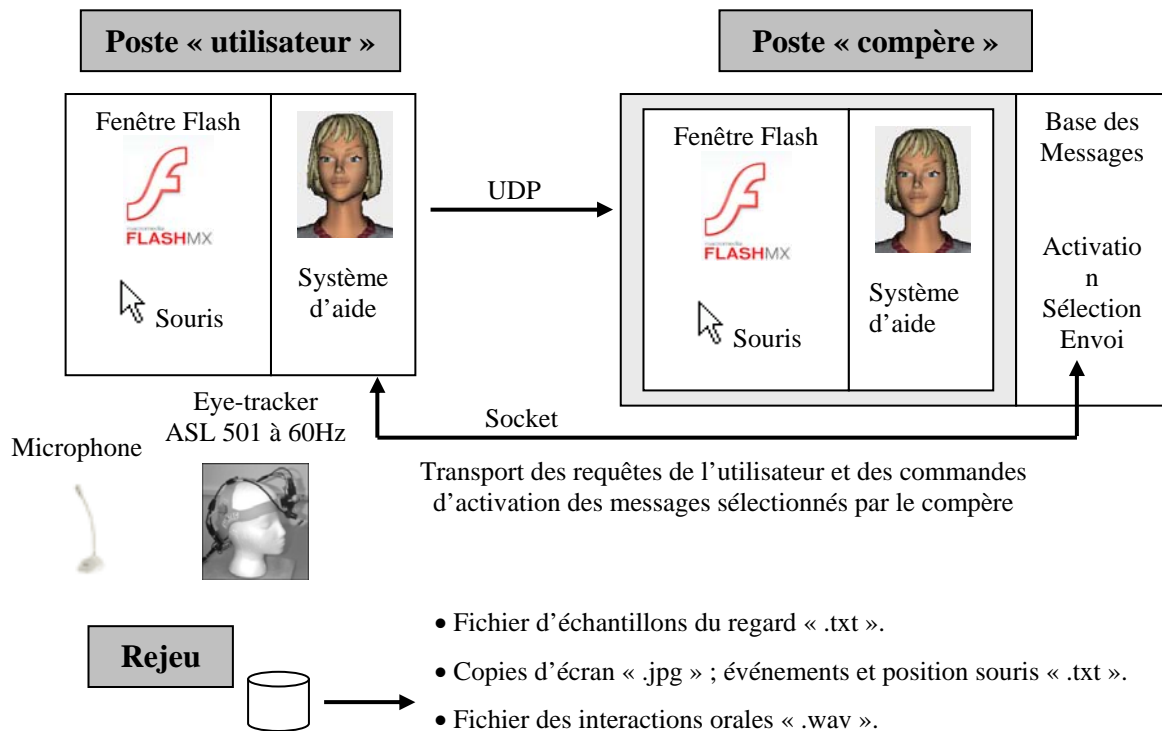 Poste « utilisateur »
Poste « compère »
Fenêtre Flash
macromedia
FLASHMX
Souris
Système
d’aide
UDP
Fenêtre Flash
macromedia
FLASHMX
Souris
Système
d’aide
Base des
Messages
Activatio
n
Sélection
Envoi
Eye-tracker
ASL 501 à 60Hz
Microphone
Socket
Transport des requêtes de l’utilisateur et des commandes
d’activation des messages sélectionnés par le compère
Rejeu
• Fichier d’échantillons du regard « .txt ».
• Copies d’écran « .jpg » ; événements et position souris « .txt ».
• Fichier des interactions orales « .wav ».